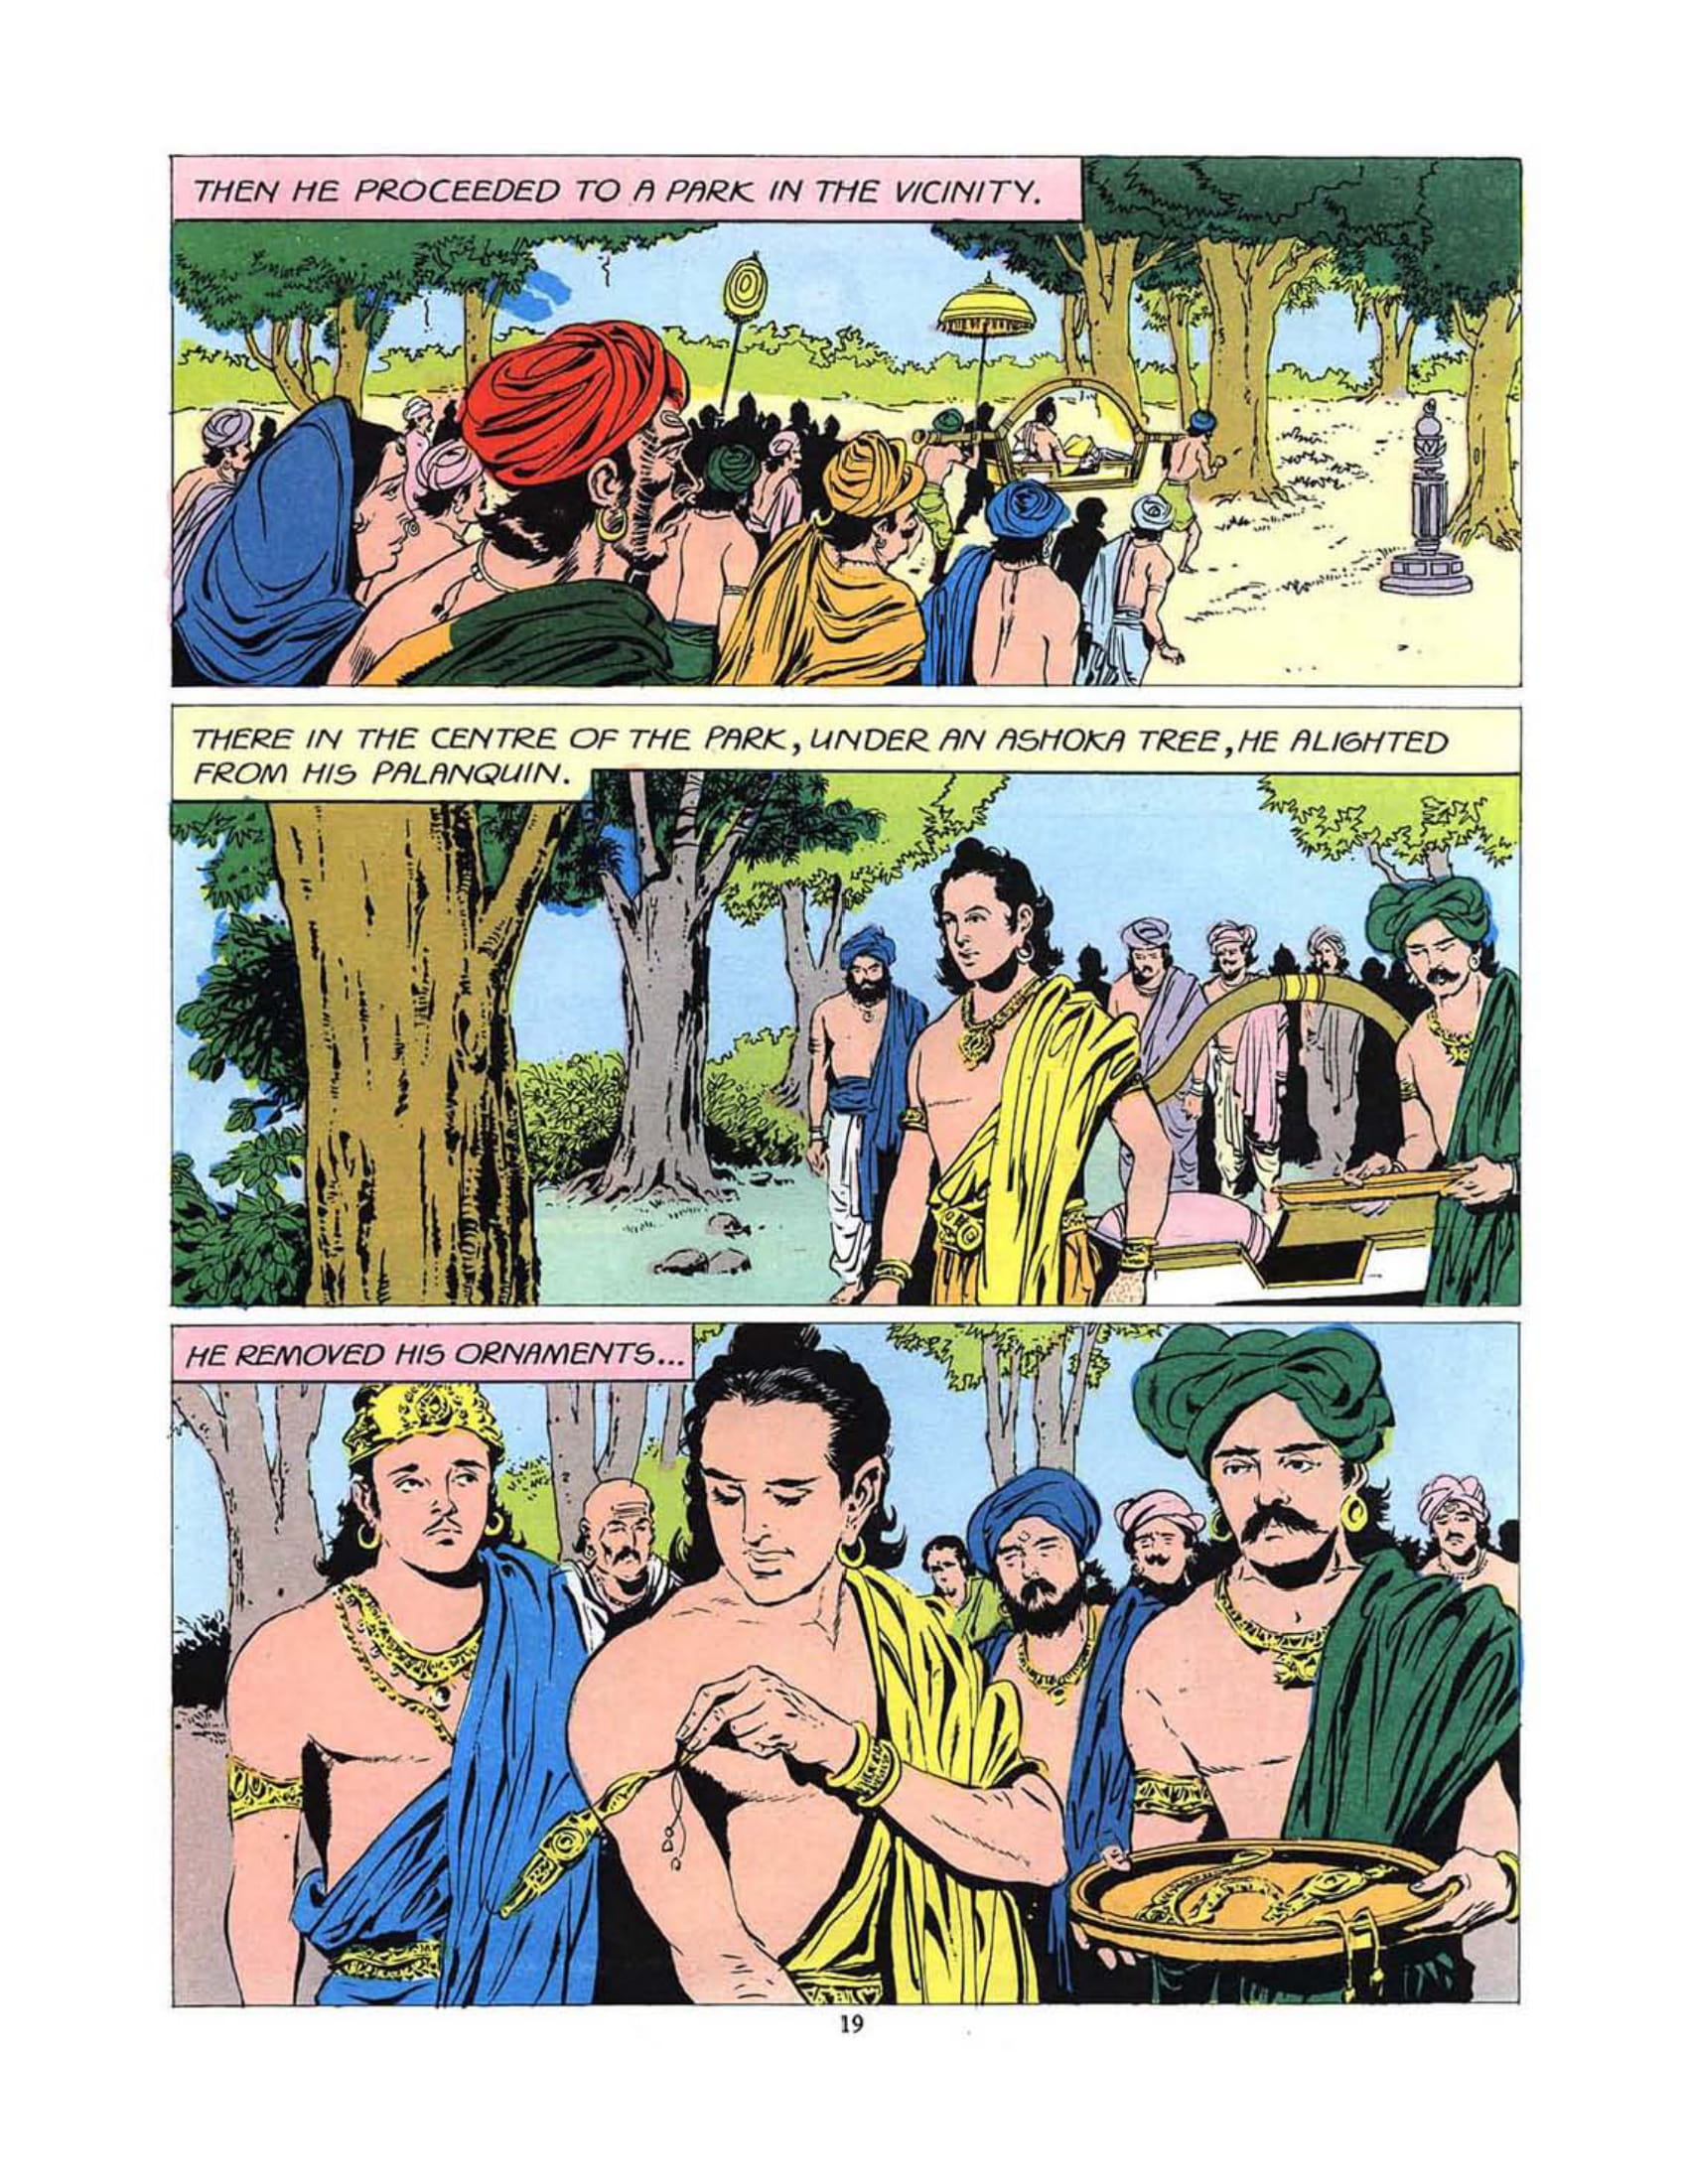 THEN HE PROCEEDED TO A PARK IN THE VICINITY.
THERE IN THE CENTRE OF THE PARK, UNDER AN ASHOKA TREE, HE ALIGHTED
FROM HIS PALANQUIN.
HE REMOVED HIS ORNAMENTS...
19